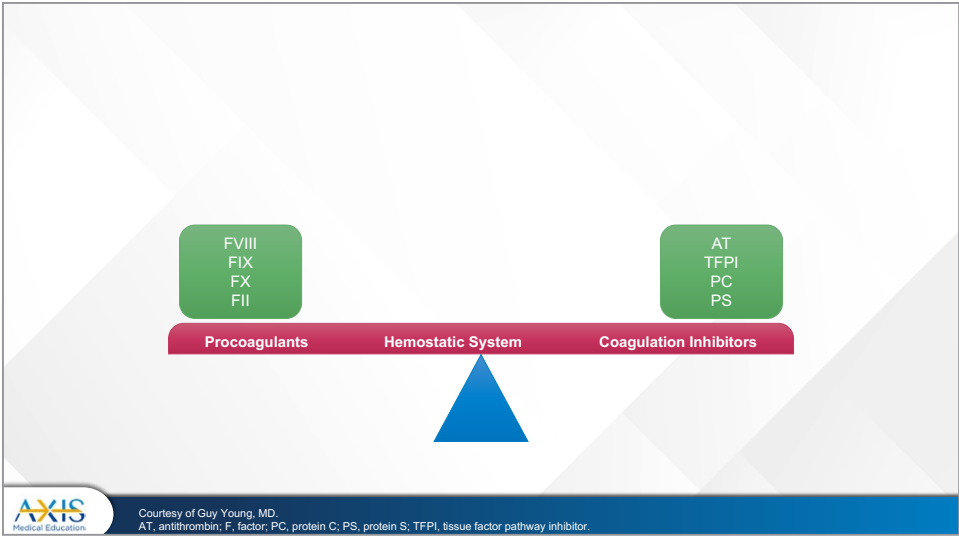 FVIII
FIX
FX
FII
AT
TFPI
PC
PS
Procoagulants Hemostatic System Coagulation Inhibitors
AXIS
Medical Education
Courtesy of Guy Young, MD.
AT, antithrombin; F, factor; PC, protein C; PS, protein S; TFPI, tissue factor pathway inhibitor.